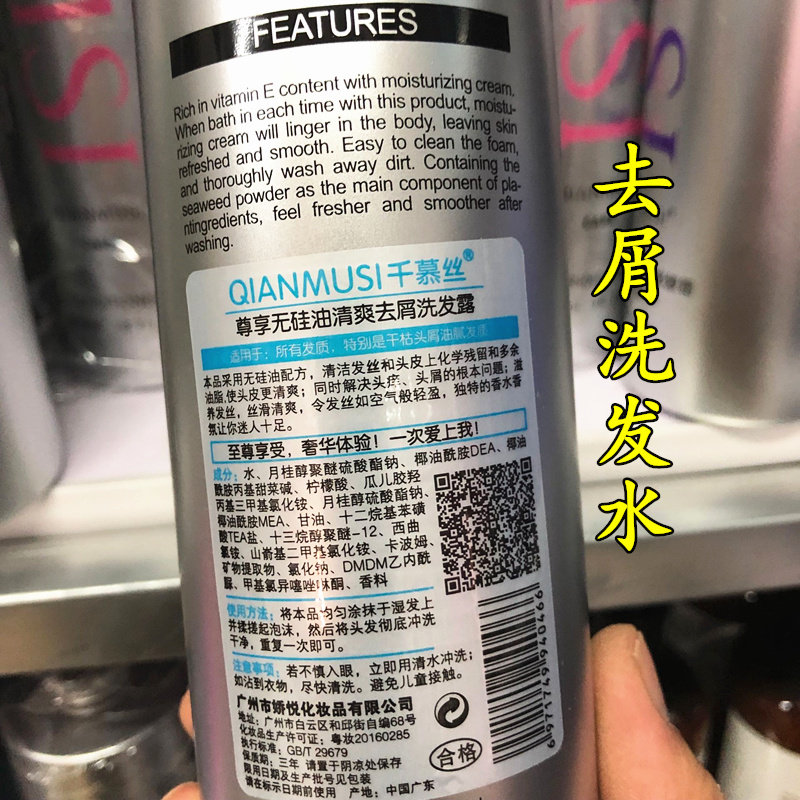 FEATURES
Rich in vitamin E content with moisturizing cream.
When bath in each time with this product, moistu-
rizing cream will linger in the body, leaving skin
refreshed and smooth. Easy to clean the foam,
and thoroughly wash away dirt. Containing the
seaweed powder as the main component of pla-
ntingredients, feel fresher and smoother after
washing.
QIANMUSI千慕丝®
尊享无硅油清爽去屑洗发露
适用于：所有发质，特别是干枯头屑油腻发质
本品采用无硅油配方，清洁发丝和头皮上化学残留和多余
油脂，使头皮更清爽；同时解决头痒、头屑的根本问题；滋
养发丝，丝滑清爽，令发丝如空气般轻盈，独特的香水香
氛让你迷人十足。
至尊享受，奢华体验！一次爱上我！
成分：水、月桂醇聚醚硫酸酯钠、椰油酰胺DEA、椰油
酰胺丙基甜菜碱、柠檬酸、瓜儿胶羟
丙基三甲基氯化铵、月桂醇硫酸酯钠、
椰油酰胺MEA、甘油、十二烷基苯磺
酸TEA盐、十三烷醇聚醚-12、西曲
氯铵、山嵛基二甲基氯化铵、卡波姆、
矿物提取物、氯化钠、DMDM乙内酰
脲、甲基氯异噻唑啉酮、香料
使用方法：将本品均匀涂抹于湿发上
并揉搓起泡沫，然后将头发彻底冲洗
干净，重复一次即可。
注意事项：若不慎入眼，立即用清水冲洗；
如沾到衣物，尽快清洗。避免儿童接触。
广州市娇悦化妆品有限公司
地址：广州市白云区和邱街自编68号
化妆品生产许可证：粤妆20160285
执行标准：GB/T 29679
保质期：三年 请存于阴凉处保存
限用日期及生产批号见包装
请在标示日期前使用 产地：中国广东
合格
6971749940466
去屑洗发水